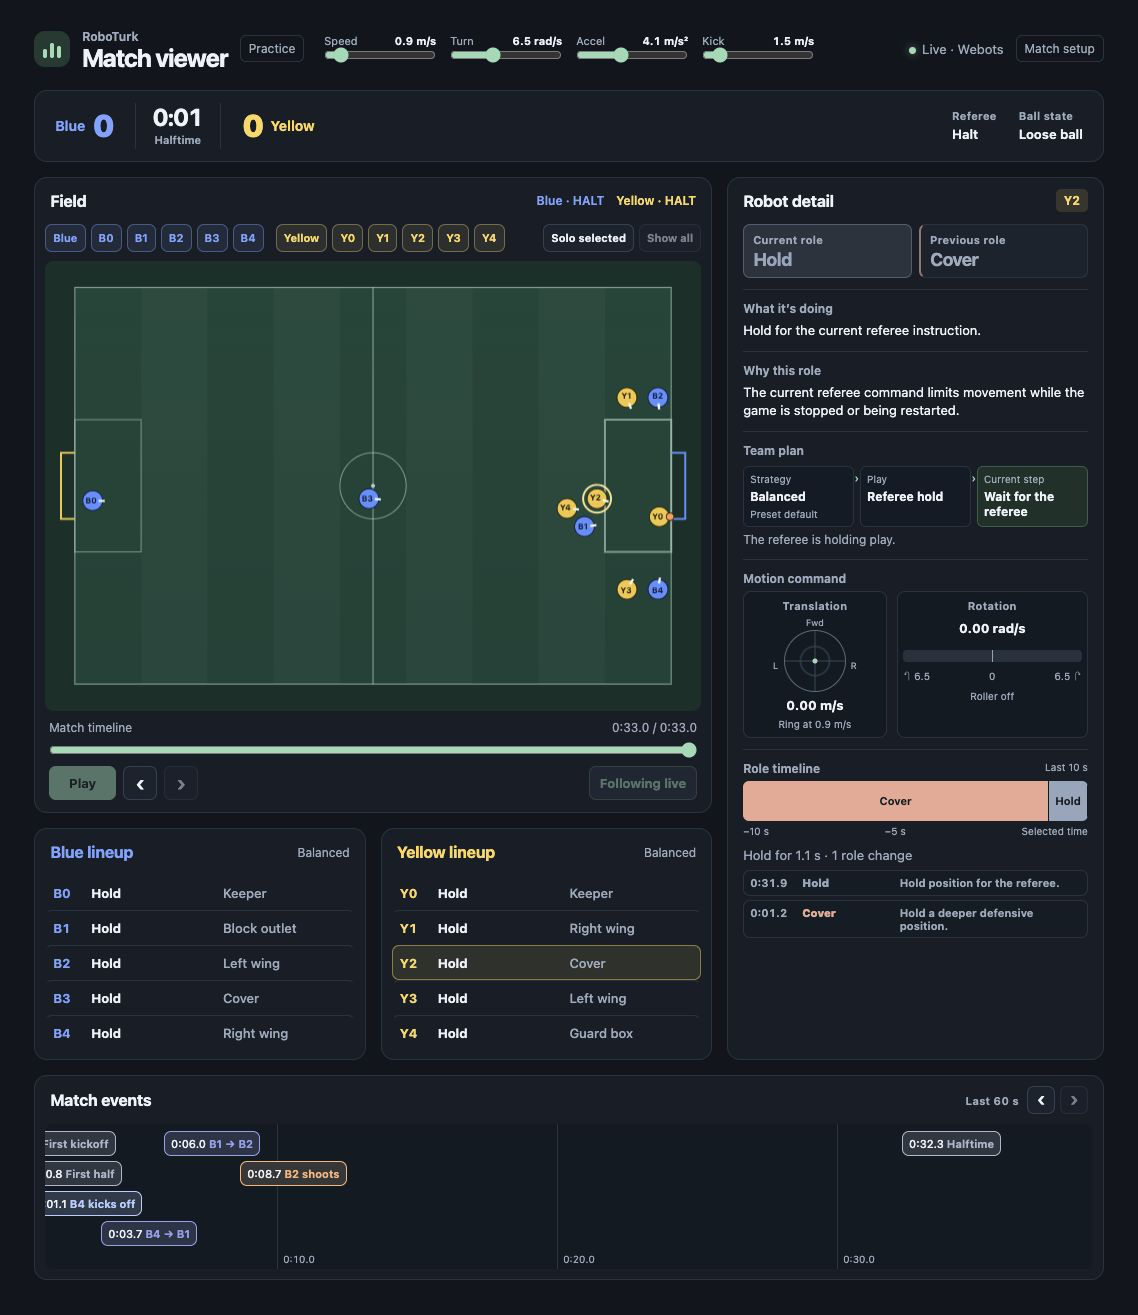 RoboTurk
Match viewer
Practice
Speed 0.9 m/s
Turn 6.5 rad/s
Accel 4.1 m/s²
Kick 1.5 m/s
Live · Webots
Match setup
Blue 0
0:01
Halftime
0 Yellow
Referee
Halt
Ball state
Loose ball
Field
Blue · HALT Yellow · HALT
Blue B0 B1 B2 B3 B4 Yellow Y0 Y1 Y2 Y3 Y4 Solo selected Show all
Y1 B2
B0 B3 Y2
Y4 Y0
B1
Y3 B4
Match timeline 0:33.0 / 0:33.0
Play ‹ › Following live
Robot detail Y2
Current role
Hold
Previous role
Cover
What it's doing
Hold for the current referee instruction.
Why this role
The current referee command limits movement while the
game is stopped or being restarted.
Team plan
Strategy
Balanced
Preset default
›
Play
Referee hold
›
Current step
Wait for the
referee
The referee is holding play.
Motion command
Translation
Fwd
L R
0.00 m/s
Ring at 0.9 m/s
Rotation
0.00 rad/s
6.5 0 6.5
Roller off
Role timeline Last 10 s
Cover Hold
−10 s −5 s Selected time
Hold for 1.1 s · 1 role change
0:31.9 Hold Hold position for the referee.
0:01.2 Cover Hold a deeper defensive
position.
Blue lineup Balanced
B0 Hold Keeper
B1 Hold Block outlet
B2 Hold Left wing
B3 Hold Cover
B4 Hold Right wing
Yellow lineup Balanced
Y0 Hold Keeper
Y1 Hold Right wing
Y2 Hold Cover
Y3 Hold Left wing
Y4 Hold Guard box
Match events Last 60 s ‹ ›
First kickoff 0:06.0 B1 → B2 0:32.3 Halftime
0.8 First half 0:08.7 B2 shoots
01.1 B4 kicks off
0:03.7 B4 → B1
0:10.0 0:20.0 0:30.0